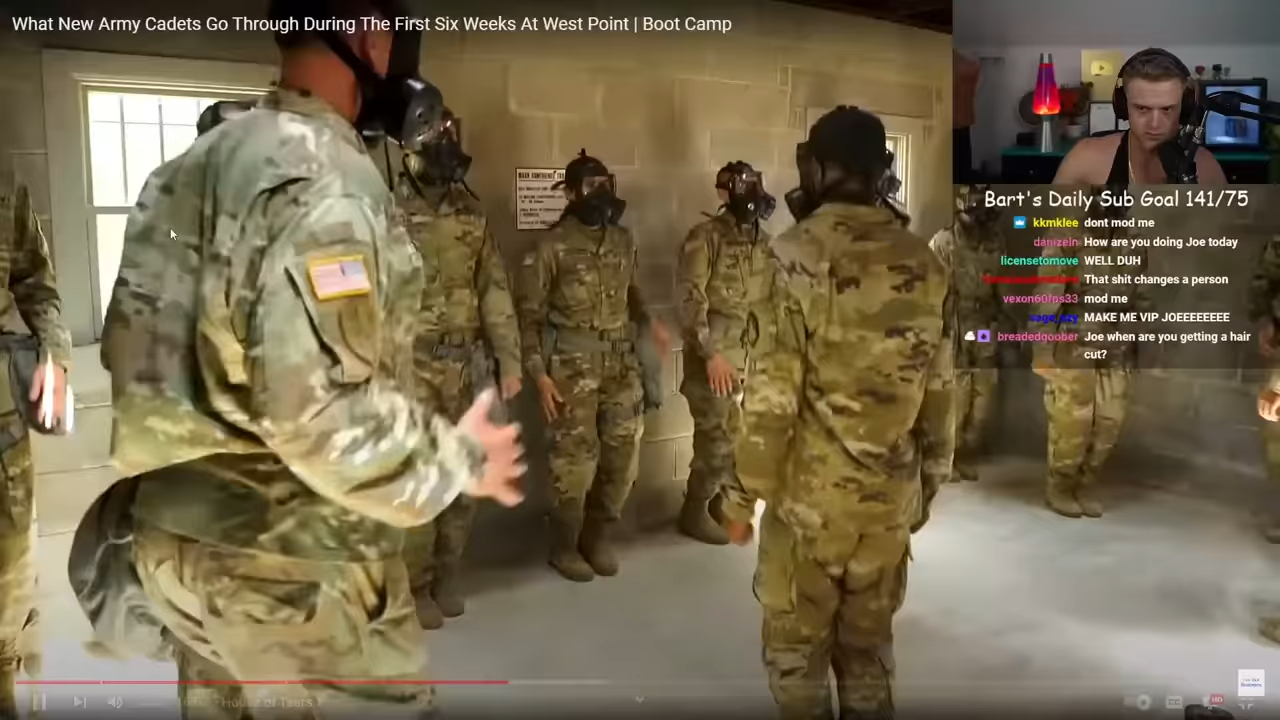 What New Army Cadets Go Through During The First Six Weeks At West Point | Boot Camp
Bart's Daily Sub Goal 141/75
kkmklee dont mod me
danizeln How are you doing Joe today
licensetomove WELL DUH
That shit changes a person
vexon60fps33 mod me
MAKE ME VIP JOEEEEEEE
breadedgoober Joe when are you getting a hair
cut?
House of Tears
HD